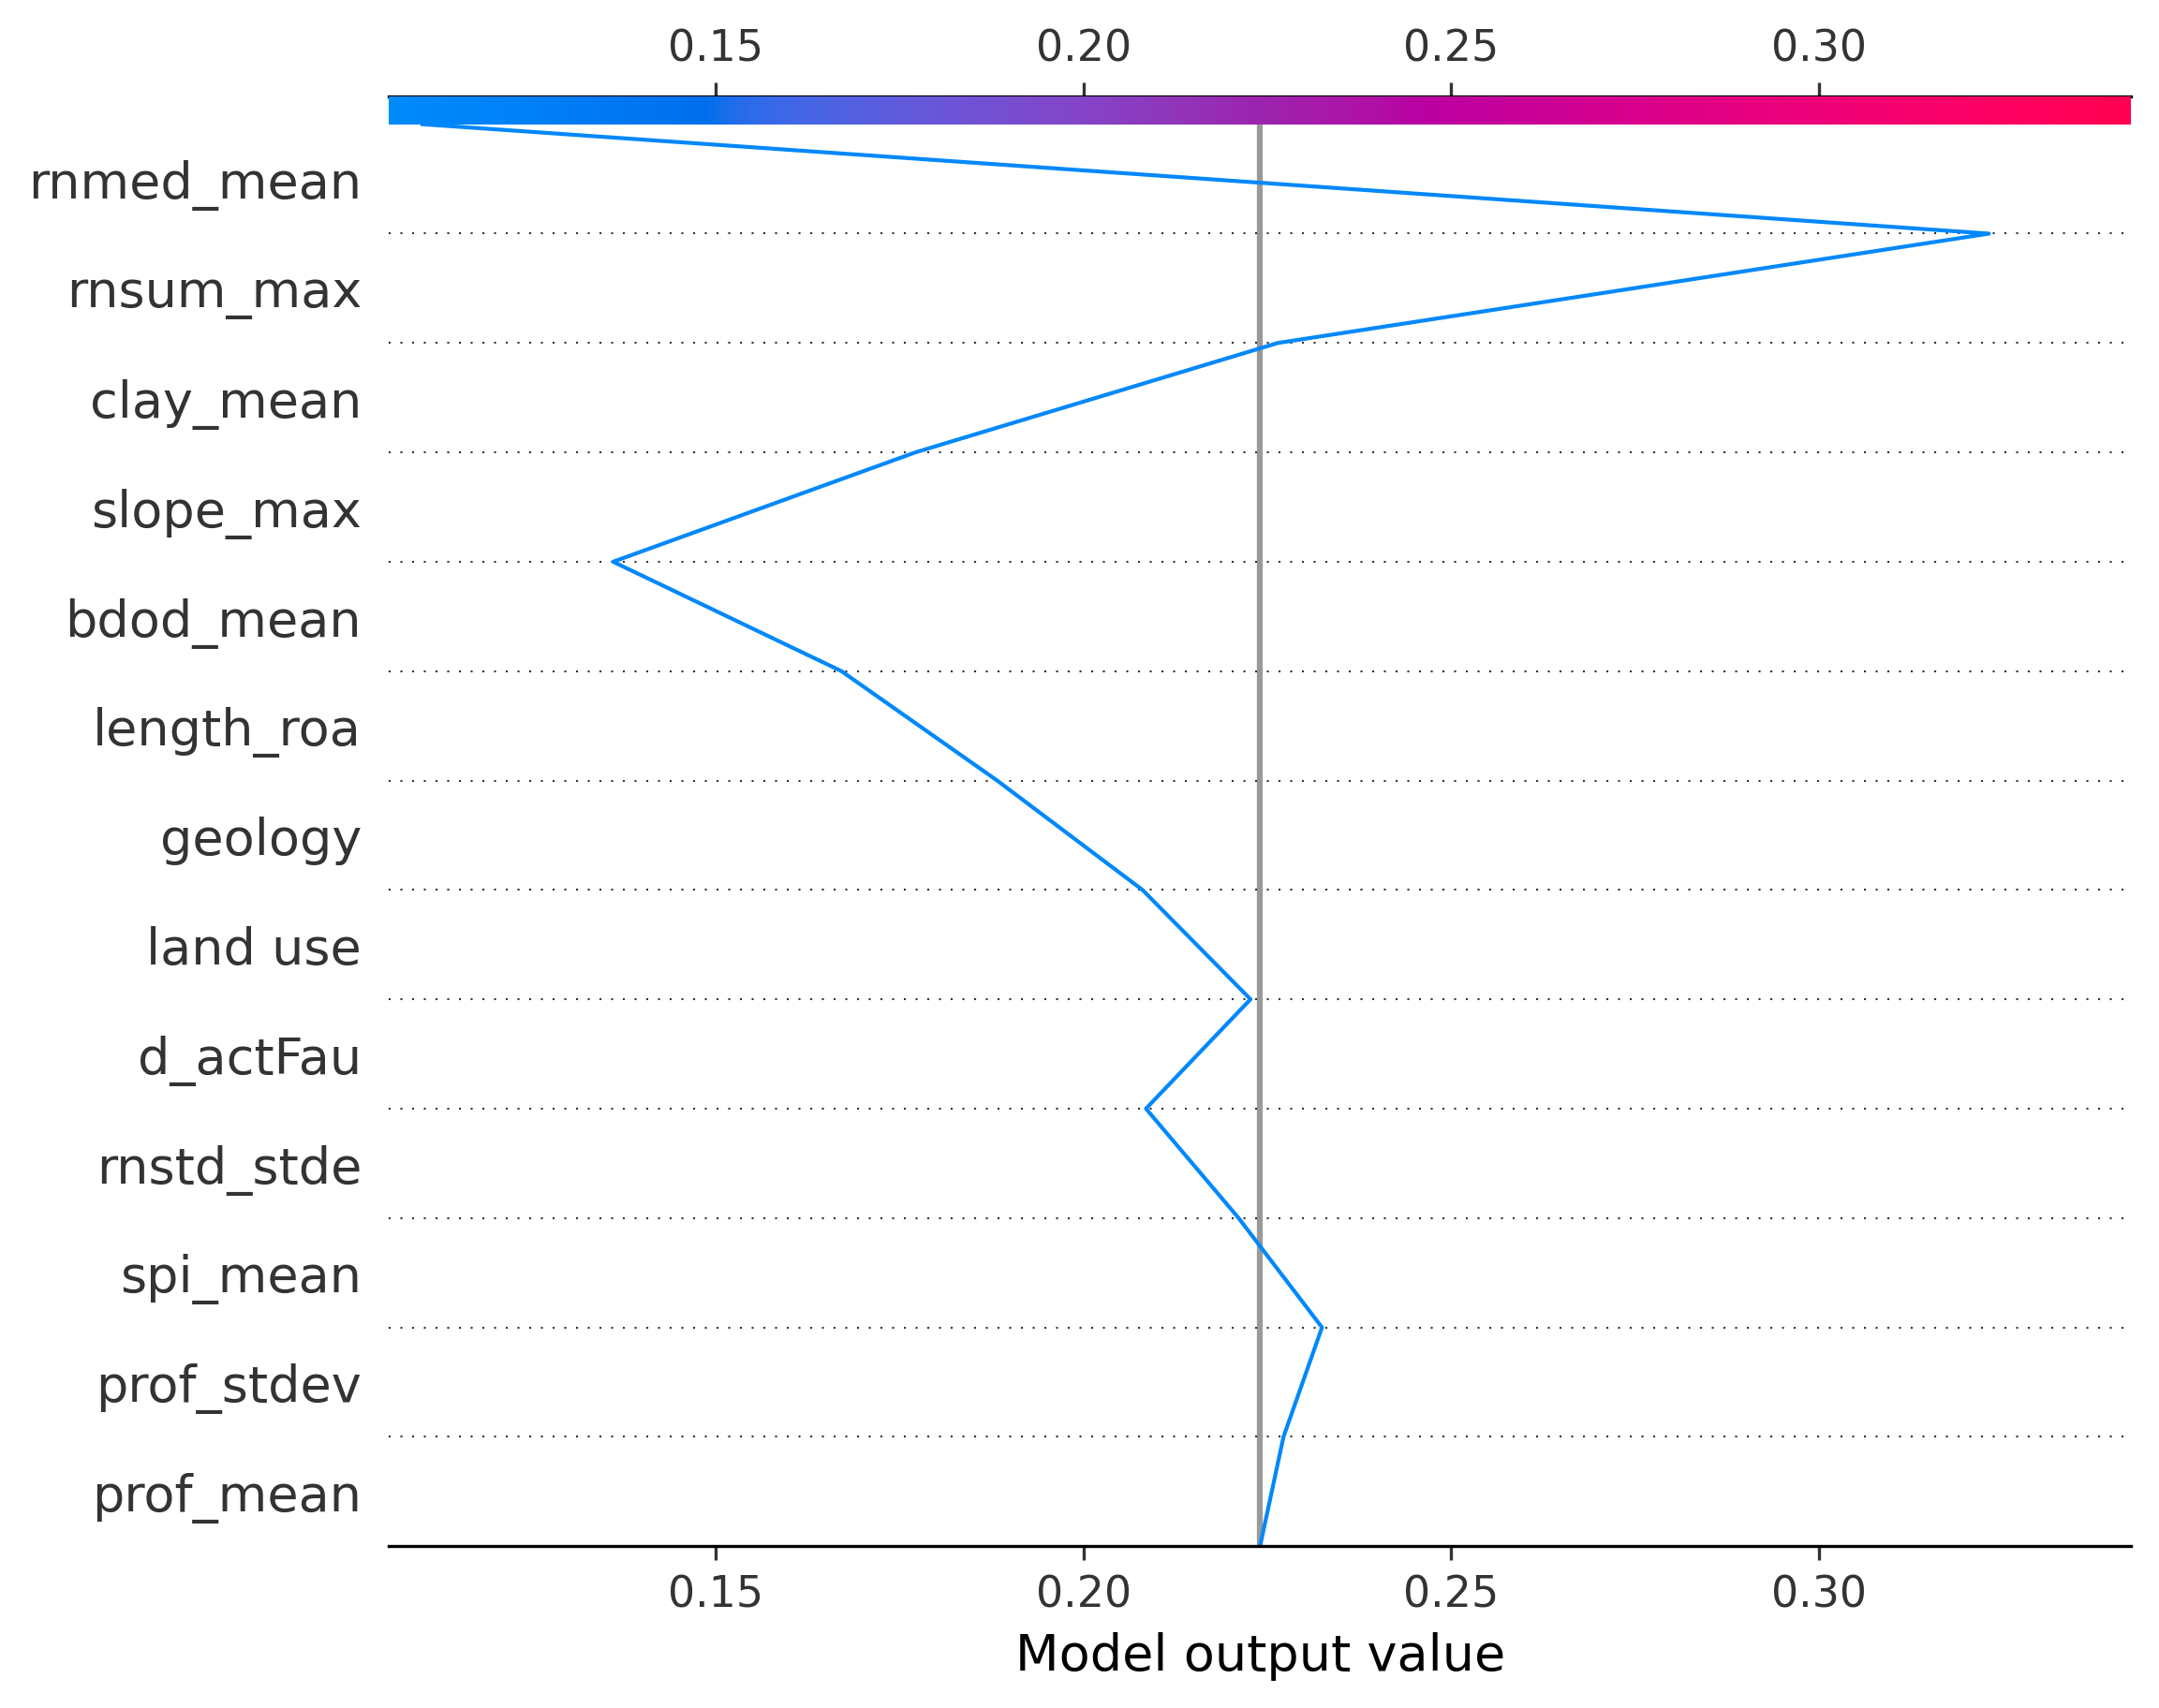 0.15 0.20 0.25 0.30
rnmed_mean
rnsum_max
clay_mean
slope_max
bdod_mean
length_roa
geology
land use
d_actFau
rnstd_stde
spi_mean
prof_stdev
prof_mean
0.15 0.20 0.25 0.30
Model output value